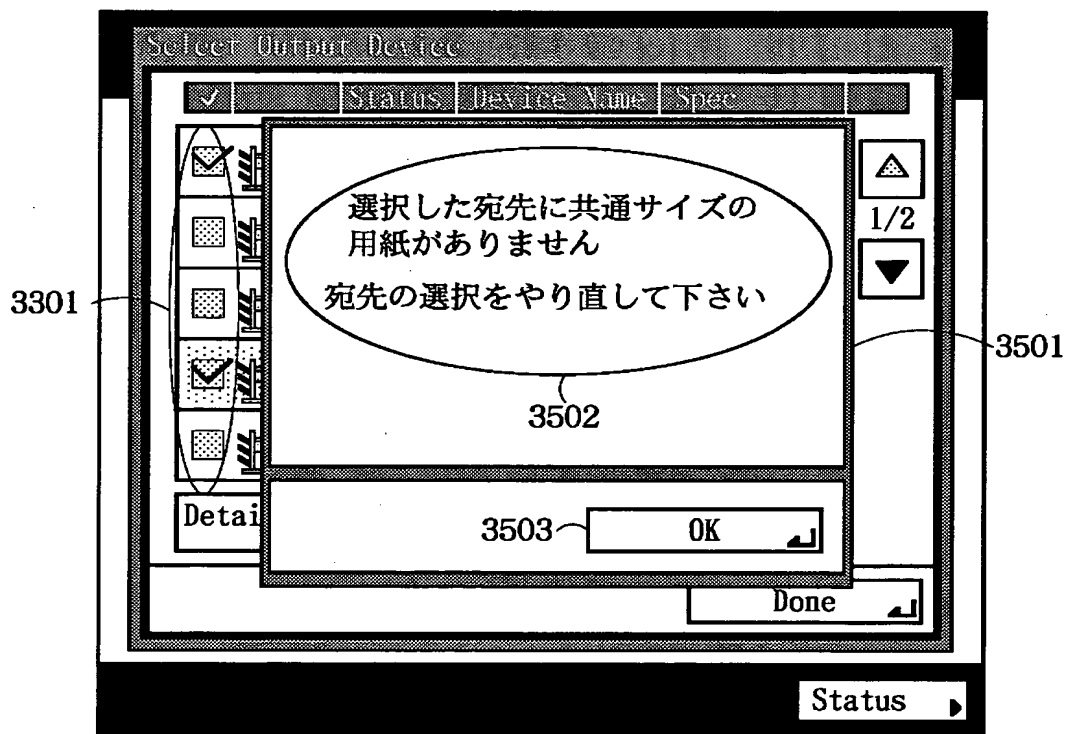 Select Output Device
✓ Status Device Name Spec
選択した宛先に共通サイズの
用紙がありません
宛先の選択をやり直して下さい
1/2
3301
3501
3502
Detai
3503
OK
Done
Status